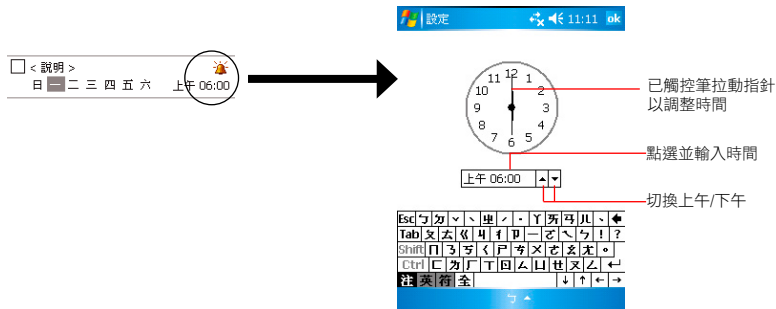 <說明>
日 一 二 三 四 五 六 上午 06:00
設定 11:11 ok
12
11 1
10 2
9 3
8 4
7 5
6
上午 06:00
已觸控筆拉動指針
以調整時間
點選並輸入時間
切換上午/下午
Esc ㄅ ㄉ ˇ ˋ ㄓ ˊ ˙ ㄚ ㄞ ㄢ ㄦ 、
Tab ㄆ ㄊ ㄍ ㄐ ㄔ ㄗ ㄧ ㄛ ㄟ ㄣ ! ?
Shift ㄇ ㄋ ㄎ ㄑ ㄕ ㄘ ㄨ ㄜ ㄠ ㄤ 。
Ctrl ㄈ ㄌ ㄏ ㄒ ㄖ ㄙ ㄩ ㄝ ㄡ ㄥ
注 英 符 全 ↓ ↑ ← →
ㄅ